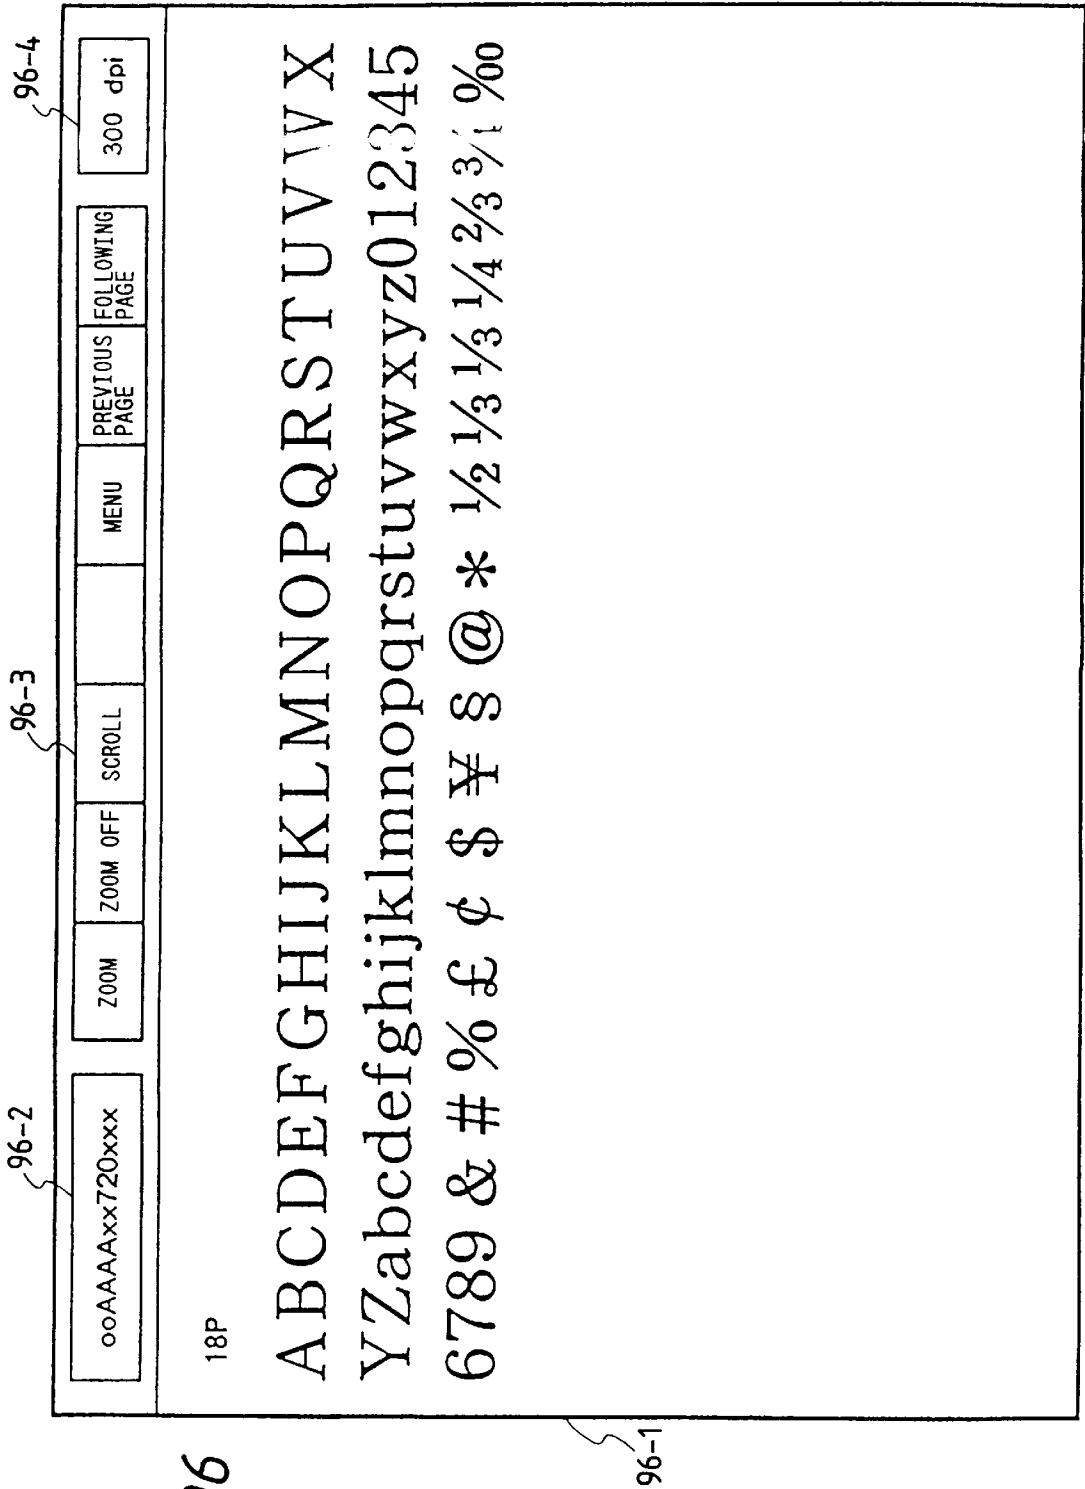 96-2
96-3
96-4
ooAAAAxx720xxx
ZOOM
ZOOM OFF
SCROLL
MENU
PREVIOUS PAGE
FOLLOWING PAGE
300 dpi
18P
ABCDEFGHIJKLMNOPQRSTUVWX
YZabcdefghijklmnopqrstuvwxyz012345
6789 & # % £ ¢ $ ¥ § @ * ½ ⅓ ⅓ ¼ ⅔ ‰
96-1